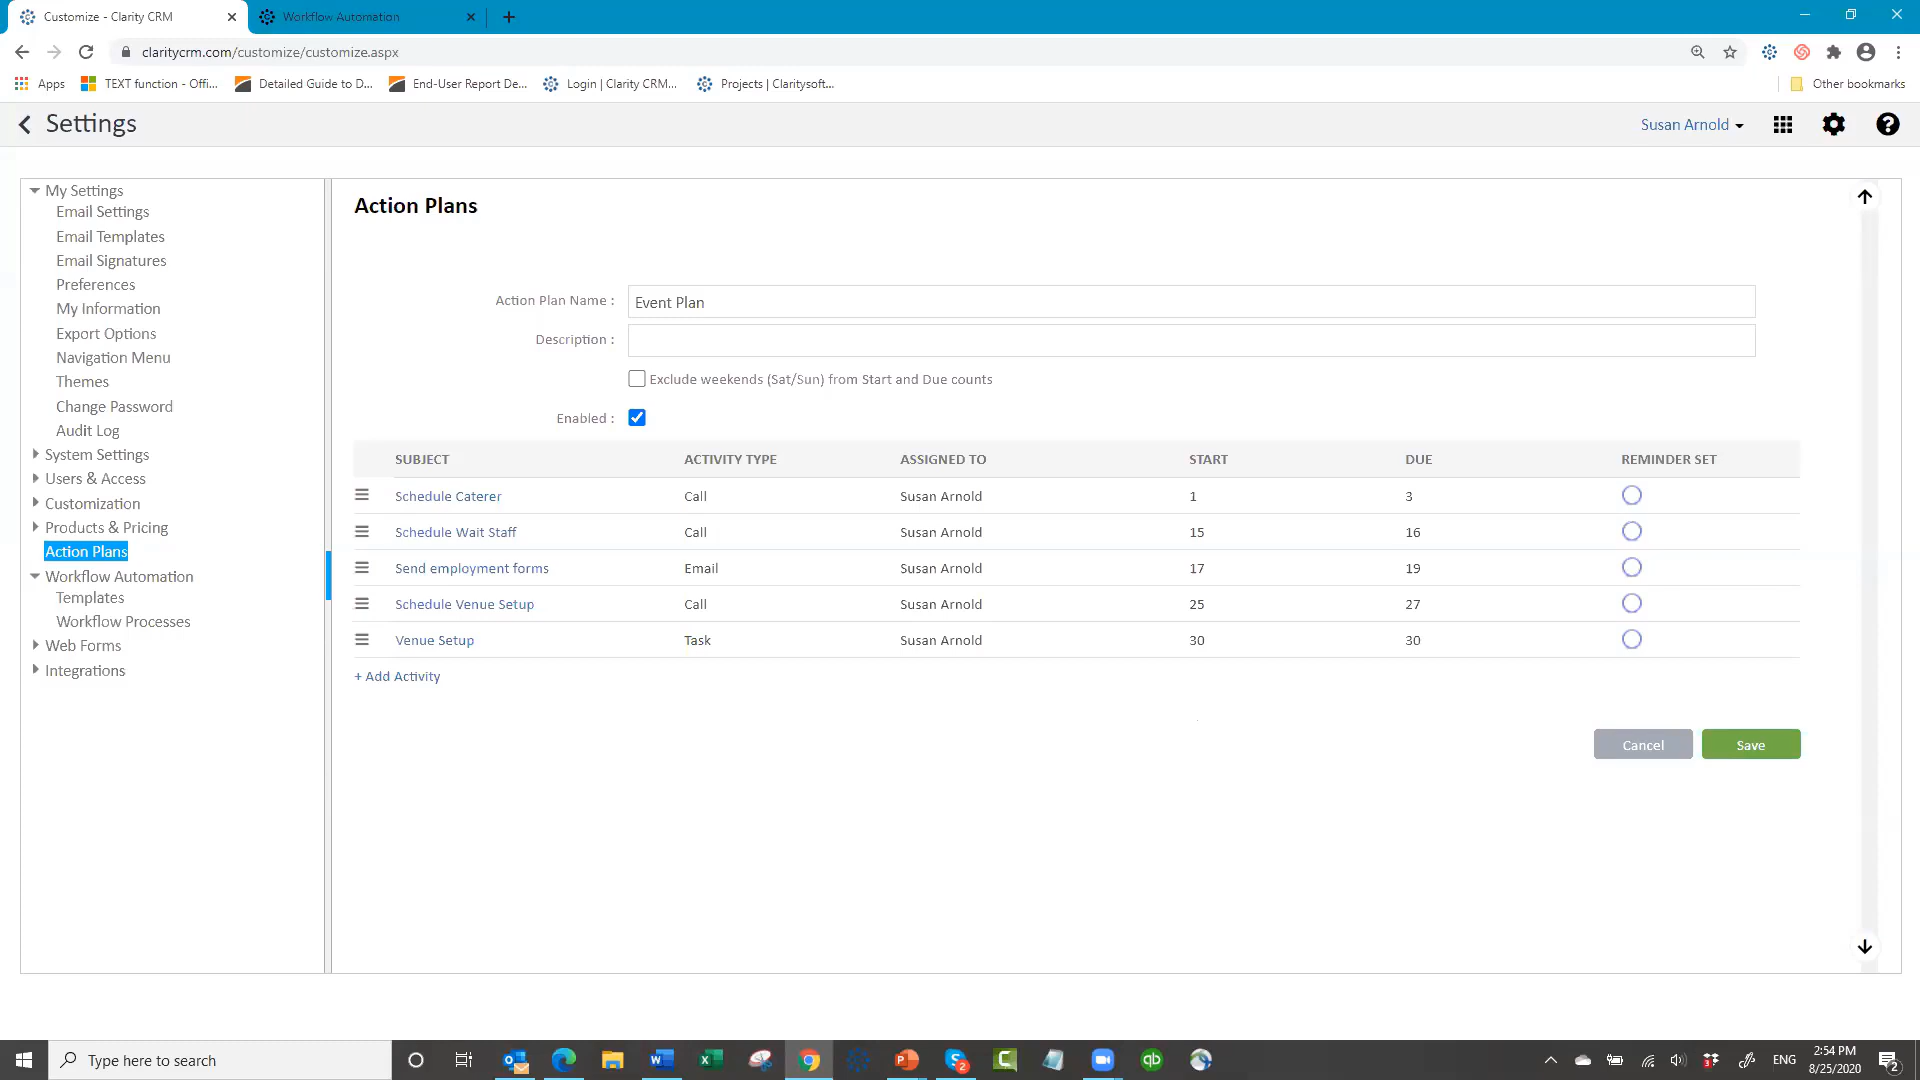 Customize - Clarity CRM
Workflow Automation
claritycrm.com/customize/customize.aspx
Apps
TEXT function - Offi...
Detailed Guide to D...
End-User Report De...
Login | Clarity CRM...
Projects | Claritysoft...
Other bookmarks
Settings
Susan Arnold
My Settings
Email Settings
Email Templates
Email Signatures
Preferences
My Information
Export Options
Navigation Menu
Themes
Change Password
Audit Log
System Settings
Users & Access
Customization
Products & Pricing
Action Plans
Workflow Automation
Templates
Workflow Processes
Web Forms
Integrations
Action Plans
Action Plan Name : Event Plan
Description :
Exclude weekends (Sat/Sun) from Start and Due counts
Enabled :
SUBJECT ACTIVITY TYPE ASSIGNED TO START DUE REMINDER SET
Schedule Caterer Call Susan Arnold 1 3
Schedule Wait Staff Call Susan Arnold 15 16
Send employment forms Email Susan Arnold 17 19
Schedule Venue Setup Call Susan Arnold 25 27
Venue Setup Task Susan Arnold 30 30
+ Add Activity
Cancel Save
Type here to search
ENG
2:54 PM
8/25/2020